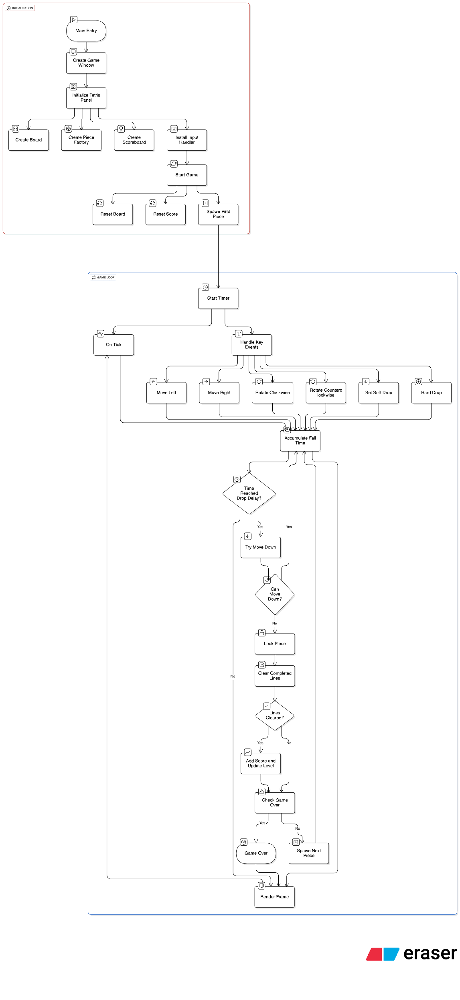 INITIALIZATION
Main Entry
Create Game
Window
Initialize Tetris
Panel
Create Board
Create Piece
Factory
Create
Scoreboard
Install Input
Handler
Start Game
Reset Board
Reset Score
Spawn First
Piece
GAME LOOP
Start Timer
On Tick
Handle Key
Events
Move Left
Move Right
Rotate Clockwise
Rotate Counterc
lockwise
Set Soft Drop
Hard Drop
Accumulate Fall
Time
Time
Reached
Drop Delay?
Yes
Yes
Try Move Down
Can
Move
Down?
No
Lock Piece
Clear Completed
Lines
No
Lines
Cleared?
Yes
No
Add Score and
Update Level
Check Game
Over
Yes
No
Game Over
Spawn Next
Piece
Render Frame
eraser